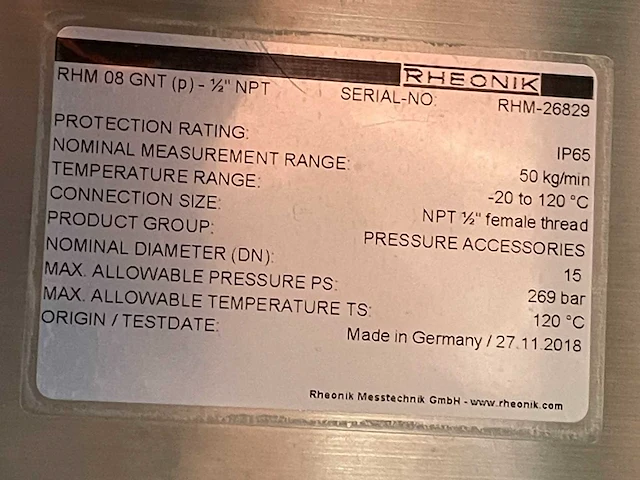 RHEONIK
RHM 08 GNT (p) - ½" NPT SERIAL-NO: RHM-26829
PROTECTION RATING: IP65
NOMINAL MEASUREMENT RANGE: 50 kg/min
TEMPERATURE RANGE: -20 to 120 °C
CONNECTION SIZE: NPT ½" female thread
PRODUCT GROUP: PRESSURE ACCESSORIES
NOMINAL DIAMETER (DN): 15
MAX. ALLOWABLE PRESSURE PS: 269 bar
MAX. ALLOWABLE TEMPERATURE TS: 120 °C
ORIGIN / TESTDATE: Made in Germany / 27.11.2018
Rheonik Messtechnik GmbH - www.rheonik.com